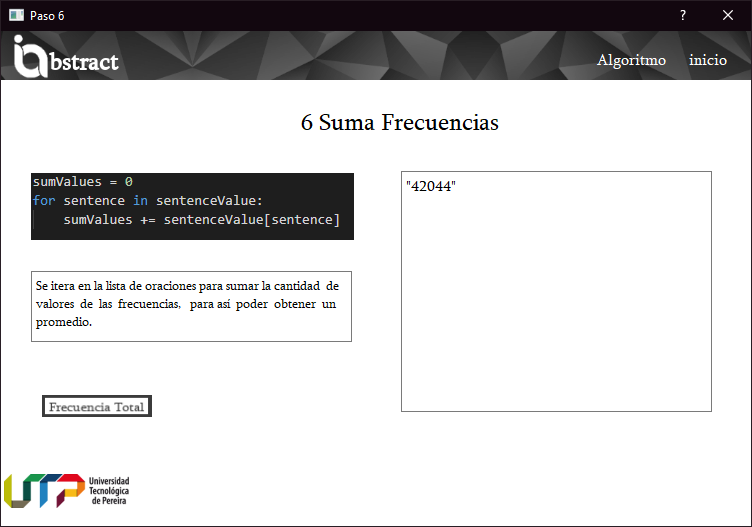 Paso 6
?
iabstract
Algoritmo inicio
6 Suma Frecuencias
sumValues = 0
for sentence in sentenceValue:
sumValues += sentenceValue[sentence]
"42044"
Se itera en la lista de oraciones para sumar la cantidad de
valores de las frecuencias, para así poder obtener un
promedio.
Frecuencia Total
UTP
Universidad
Tecnológica
de Pereira